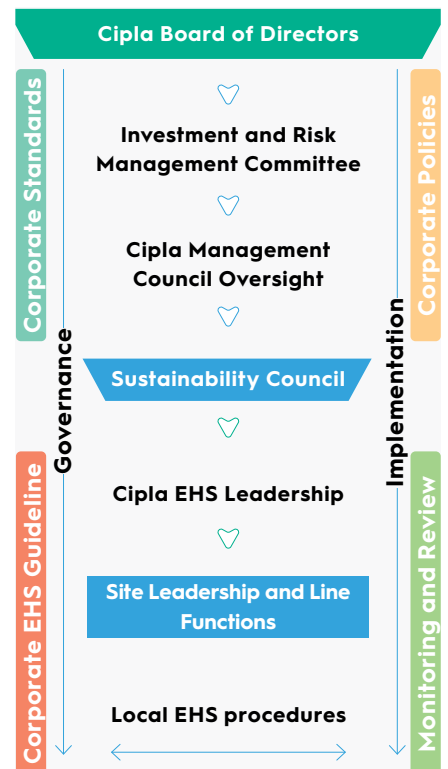 Cipla Board of Directors
Corporate Standards
Corporate Policies
Investment and Risk
Management Committee
Cipla Management
Council Oversight
Governance
Implementation
Sustainability Council
Corporate EHS Guideline
Monitoring and Review
Cipla EHS Leadership
Site Leadership and Line
Functions
Local EHS procedures